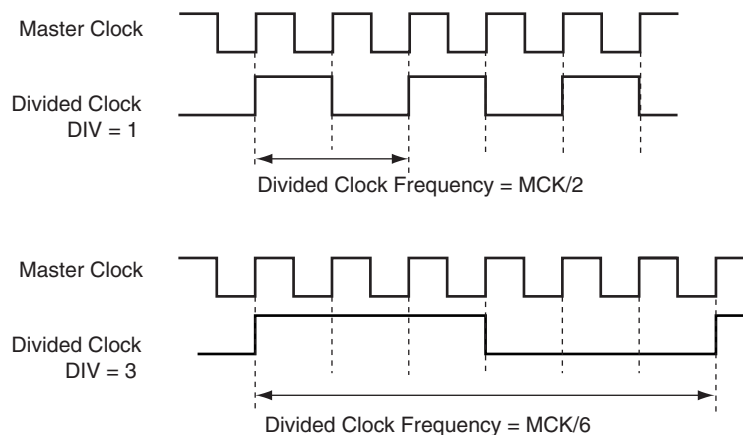 Master Clock
Divided Clock
DIV = 1
Divided Clock Frequency = MCK/2
Master Clock
Divided Clock
DIV = 3
Divided Clock Frequency = MCK/6